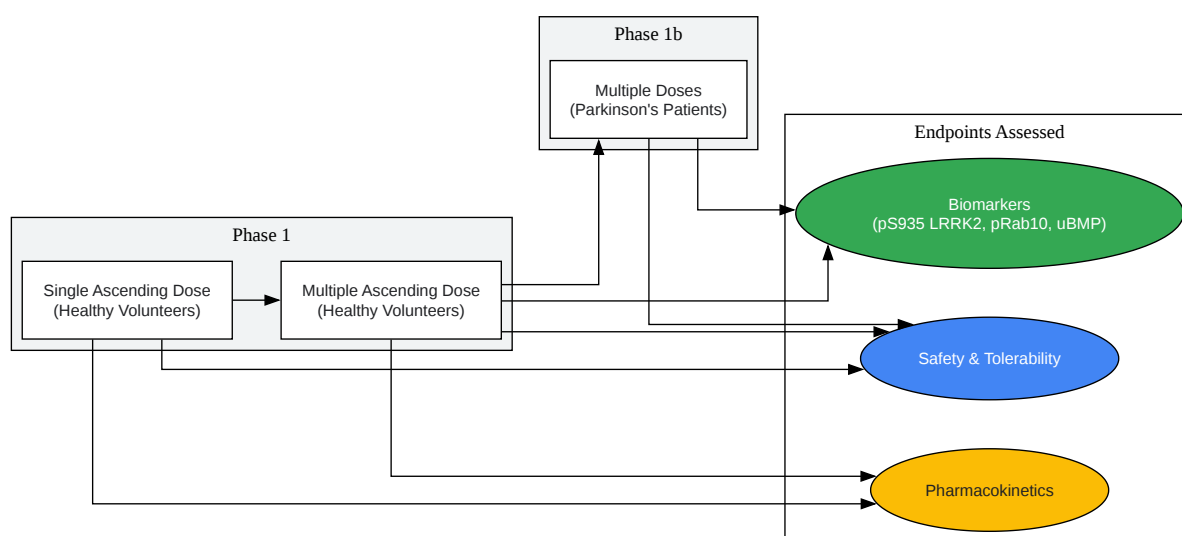 Phase 1b
Multiple Doses
(Parkinson's Patients)
Endpoints Assessed
Biomarkers
(pS935 LRRK2, pRab10, uBMP)
Phase 1
Single Ascending Dose
(Healthy Volunteers)
Multiple Ascending Dose
(Healthy Volunteers)
Safety & Tolerability
Pharmacokinetics